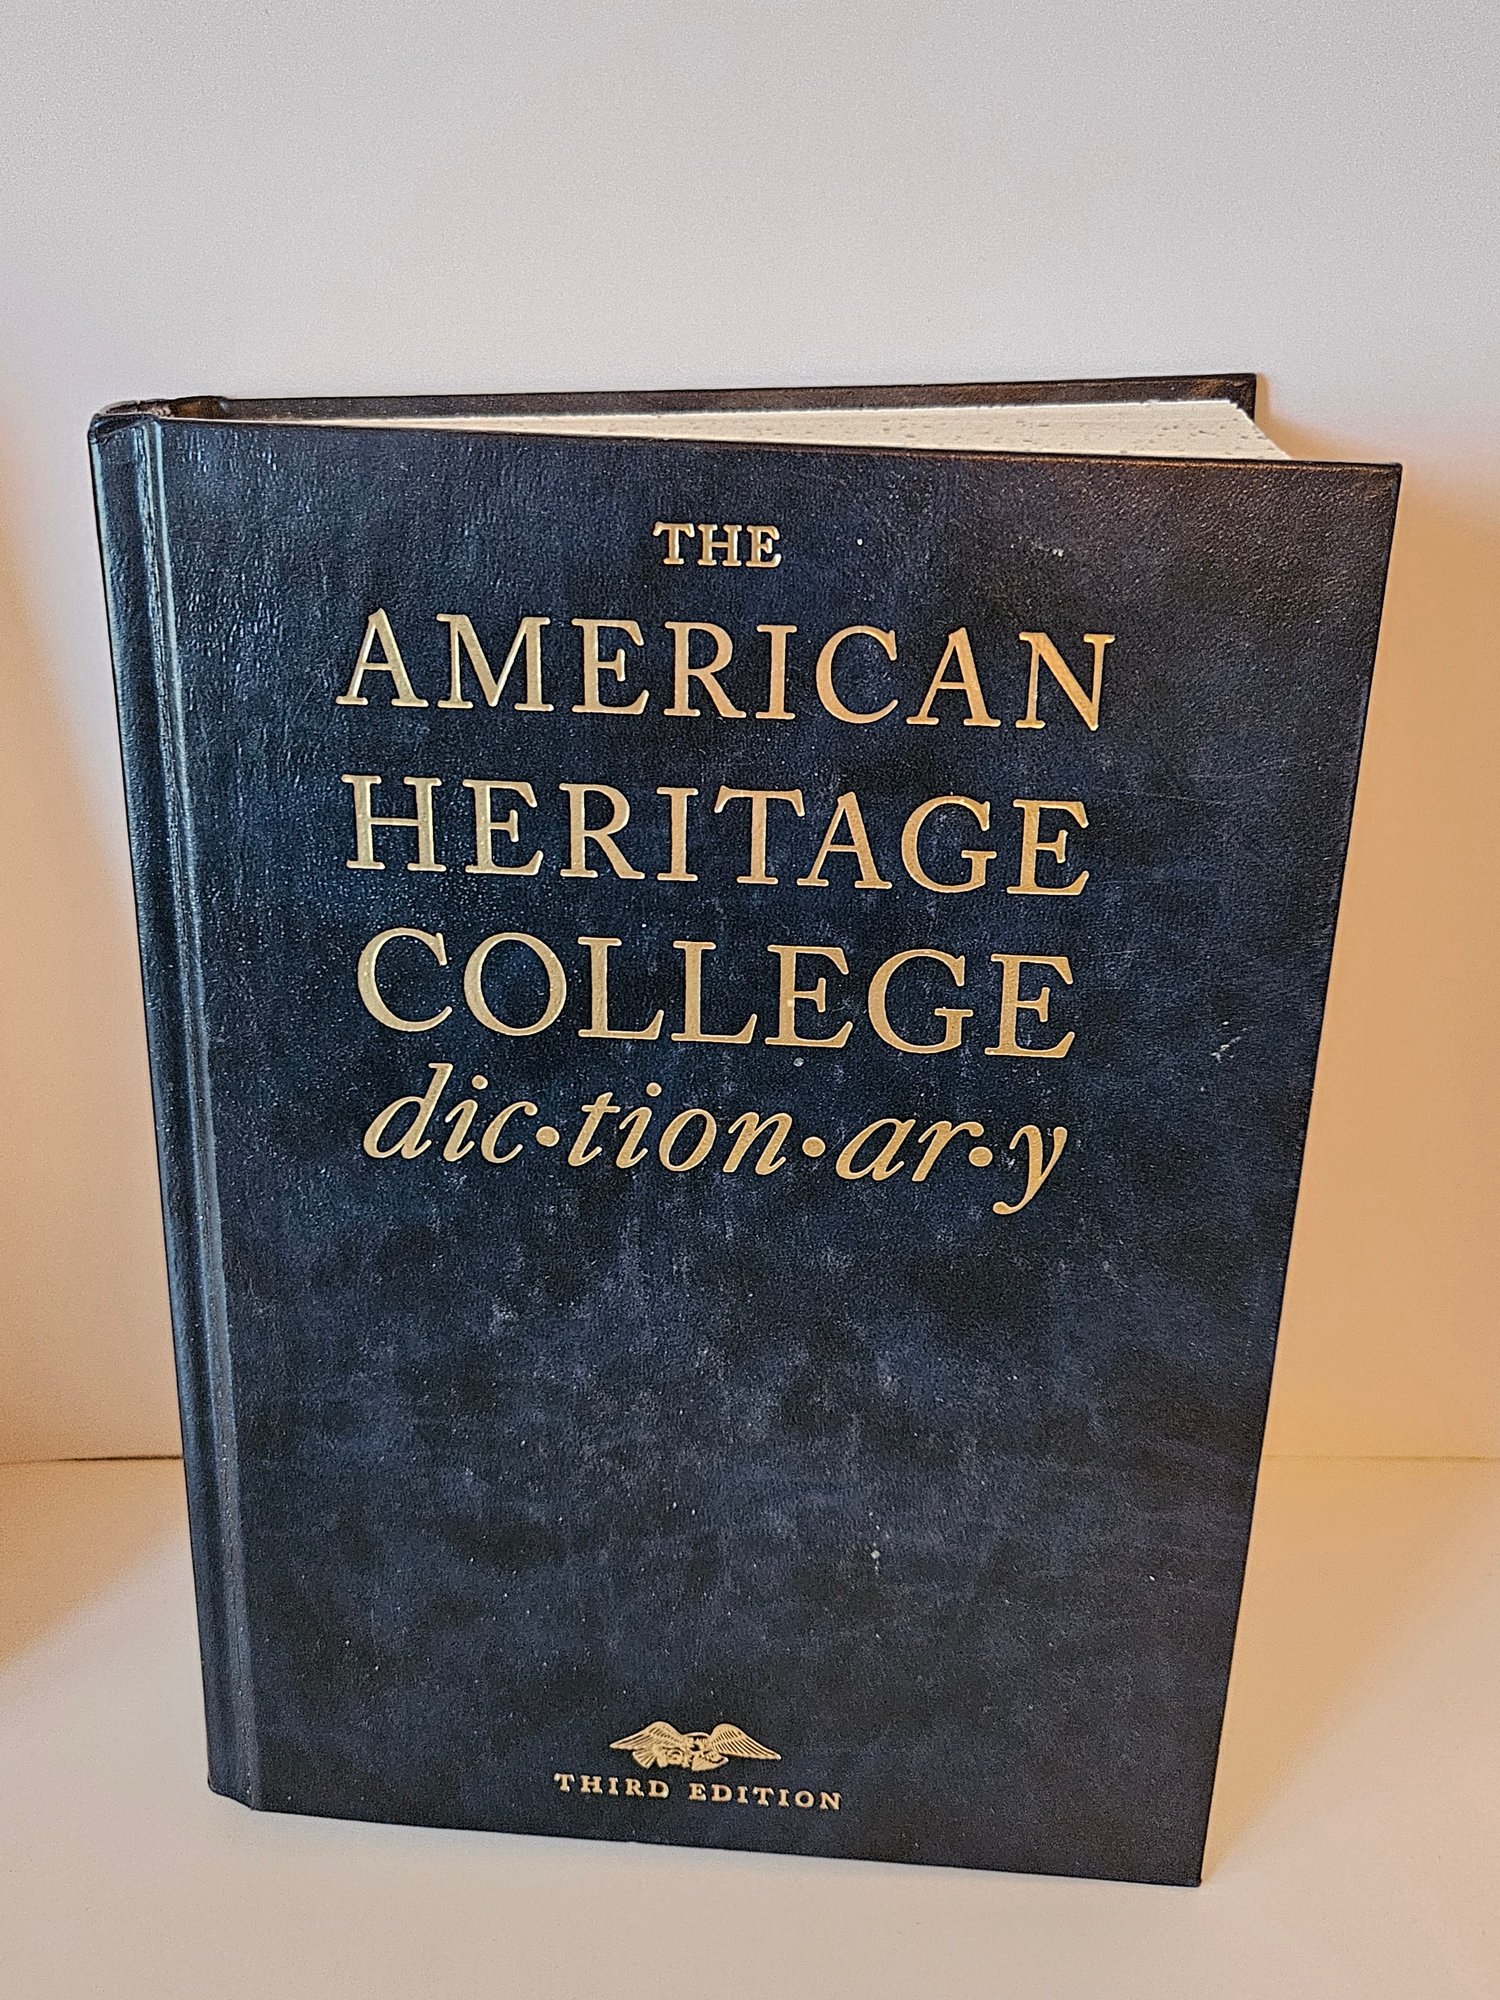 THE
AMERICAN
HERITAGE
COLLEGE
dic•tion•ar•y
THIRD EDITION